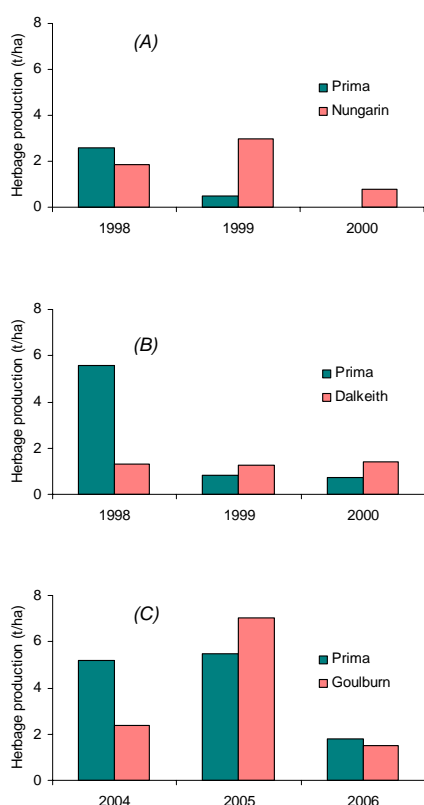 Herbage production (t/ha)
8
6
4
2
0
(A)
Prima
Nungarin
1998
1999
2000
Herbage production (t/ha)
8
6
4
2
0
(B)
Prima
Dalkeith
1998
1999
2000
Herbage production (t/ha)
8
6
4
2
0
(C)
Prima
Goulburn
2004
2005
2006